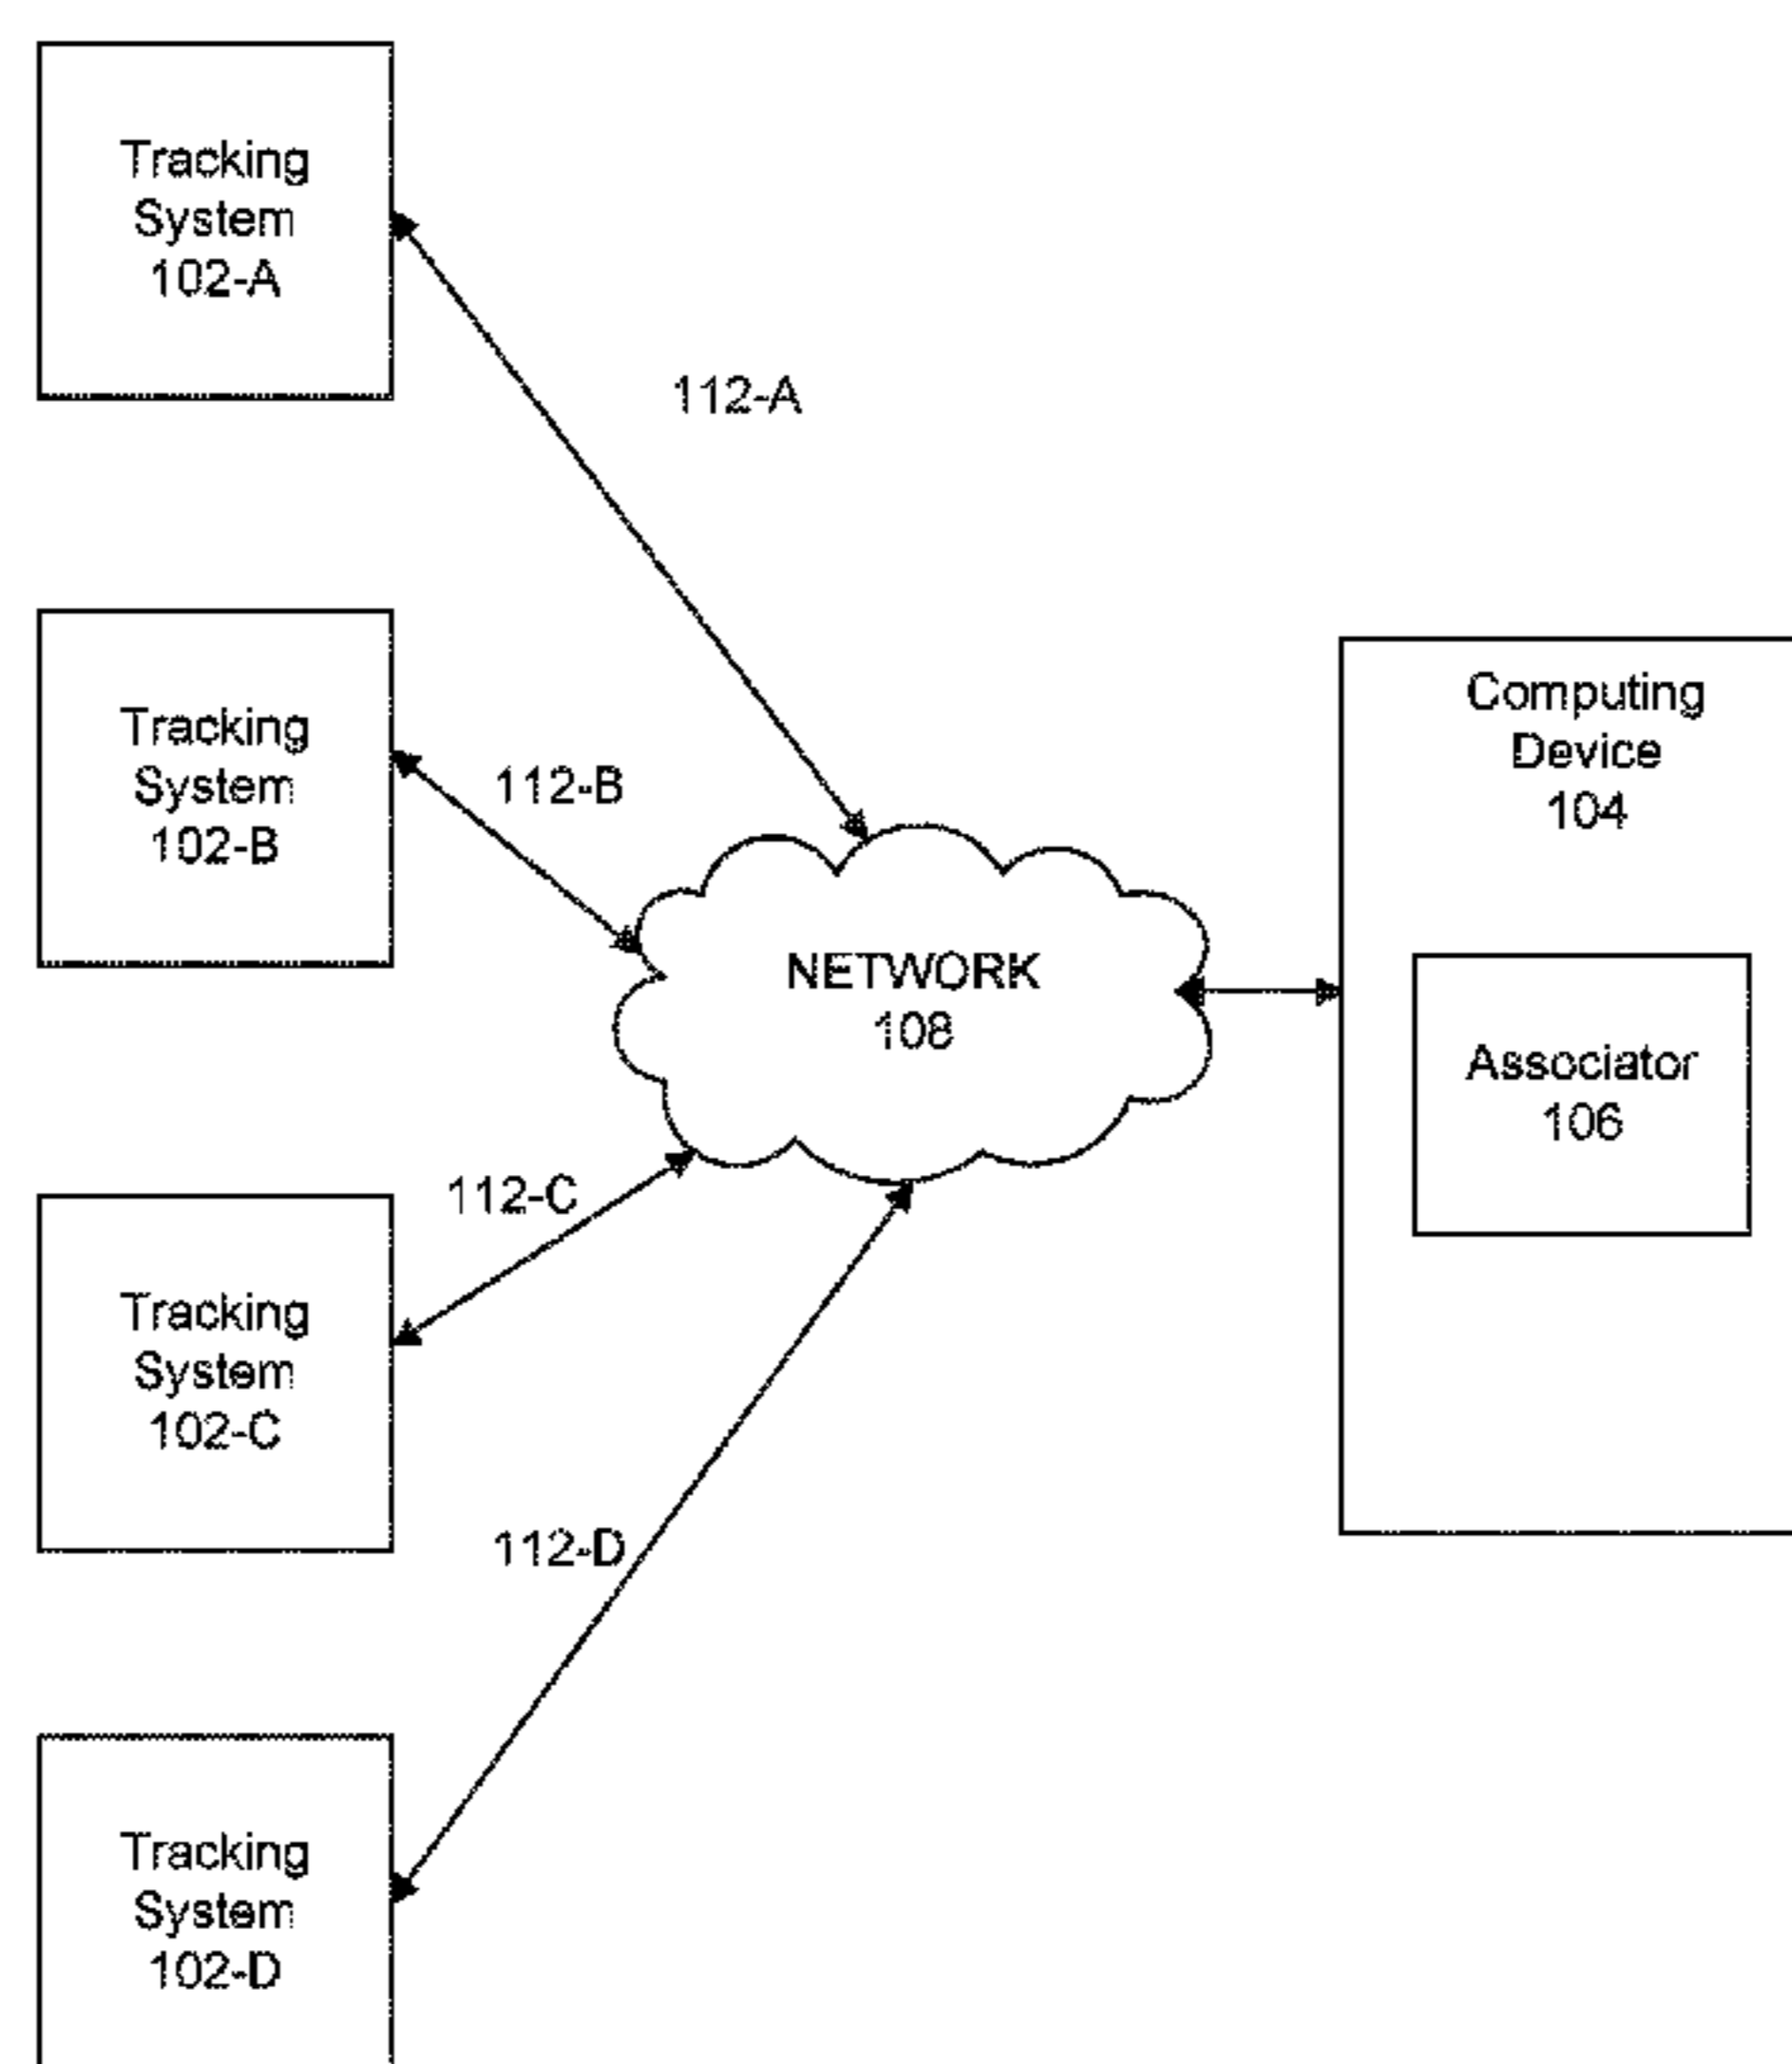 Tracking
System
102-A
112-A
Tracking
System
102-B
112-B
NETWORK
108
Computing
Device
104
Associator
106
112-C
Tracking
System
102-C
112-D
Tracking
System
102-D